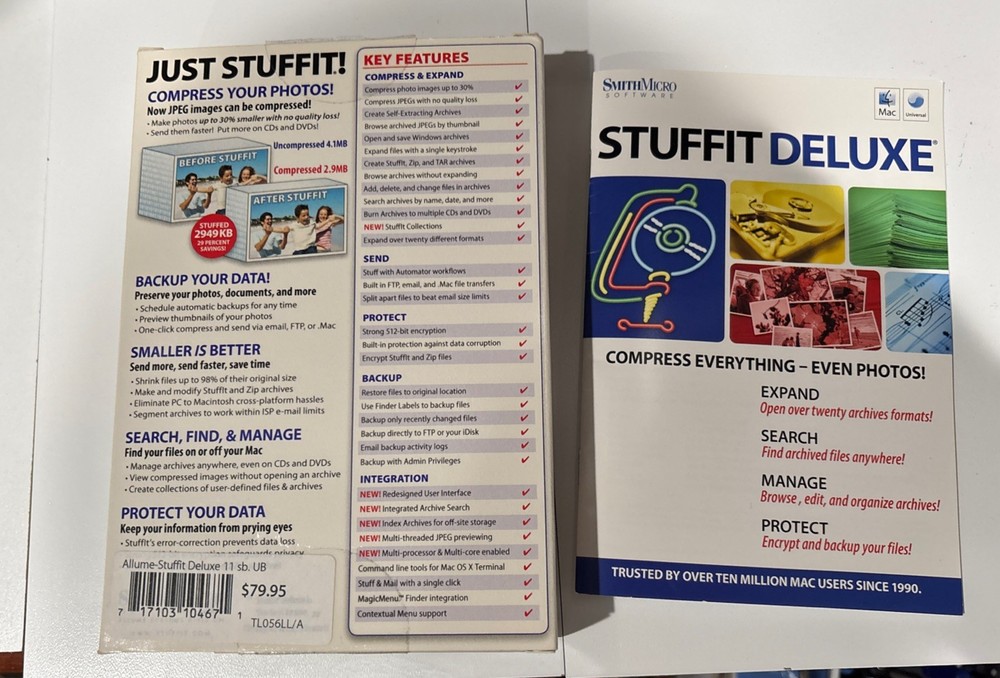 JUST STUFFIT!
COMPRESS YOUR PHOTOS!
Now JPEG images can be compressed!
• Make photos up to 30% smaller with no quality loss!
• Send them faster! Put more on CDs and DVDs!
Uncompressed 4.1MB
BEFORE STUFFIT
Compressed 2.9MB
AFTER STUFFIT
STUFFED
2949 KB
29 PERCENT
SAVINGS!
BACKUP YOUR DATA!
Preserve your photos, documents, and more
• Schedule automatic backups for any time
• Preview thumbnails of your photos
• One-click compress and send via email, FTP, or .Mac
SMALLER IS BETTER
Send more, send faster, save time
• Shrink files up to 98% of their original size
• Make and modify StuffIt and Zip archives
• Eliminate PC to Macintosh cross-platform hassles
• Segment archives to work within ISP e-mail limits
SEARCH, FIND, & MANAGE
Find your files on or off your Mac
• Manage archives anywhere, even on CDs and DVDs
• View compressed images without opening an archive
• Create collections of user-defined files & archives
PROTECT YOUR DATA
Keep your information from prying eyes
• StuffIt's error-correction prevents data loss
safeguards privacy
Allume-Stuffit Deluxe 11 sb. UB
$79.95
7 17103 10467 1
TL056LL/A
KEY FEATURES
COMPRESS & EXPAND
Compress photo images up to 30% ✓
Compress JPEGs with no quality loss ✓
Create Self-Extracting Archives ✓
Browse archived JPEGs by thumbnail ✓
Open and save Windows archives ✓
Expand files with a single keystroke ✓
Create StuffIt, Zip, and TAR archives ✓
Browse archives without expanding ✓
Add, delete, and change files in archives ✓
Search archives by name, date, and more ✓
Burn Archives to multiple CDs and DVDs ✓
NEW! StuffIt Collections ✓
Expand over twenty different formats ✓
SEND
Stuff with Automator workflows ✓
Built in FTP, email, and .Mac file transfers ✓
Split apart files to beat email size limits ✓
PROTECT
Strong 512-bit encryption ✓
Built-in protection against data corruption ✓
Encrypt StuffIt and Zip files ✓
BACKUP
Restore files to original location ✓
Use Finder Labels to backup files ✓
Backup only recently changed files ✓
Backup directly to FTP or your iDisk ✓
Email backup activity logs ✓
Backup with Admin Privileges ✓
INTEGRATION
NEW! Redesigned User Interface ✓
NEW! Integrated Archive Search ✓
NEW! Index Archives for off-site storage ✓
NEW! Multi-threaded JPEG previewing ✓
NEW! Multi-processor & Multi-core enabled ✓
Command line tools for Mac OS X Terminal ✓
Stuff & Mail with a single click ✓
MagicMenu™ Finder integration ✓
Contextual Menu support ✓
SMITHMICRO
SOFTWARE
Mac
Universal
STUFFIT DELUXE®
COMPRESS EVERYTHING – EVEN PHOTOS!
EXPAND
Open over twenty archives formats!
SEARCH
Find archived files anywhere!
MANAGE
Browse , edit, and organize archives!
PROTECT
Encrypt and backup your files!
TRUSTED BY OVER TEN MILLION MAC USERS SINCE 1990.